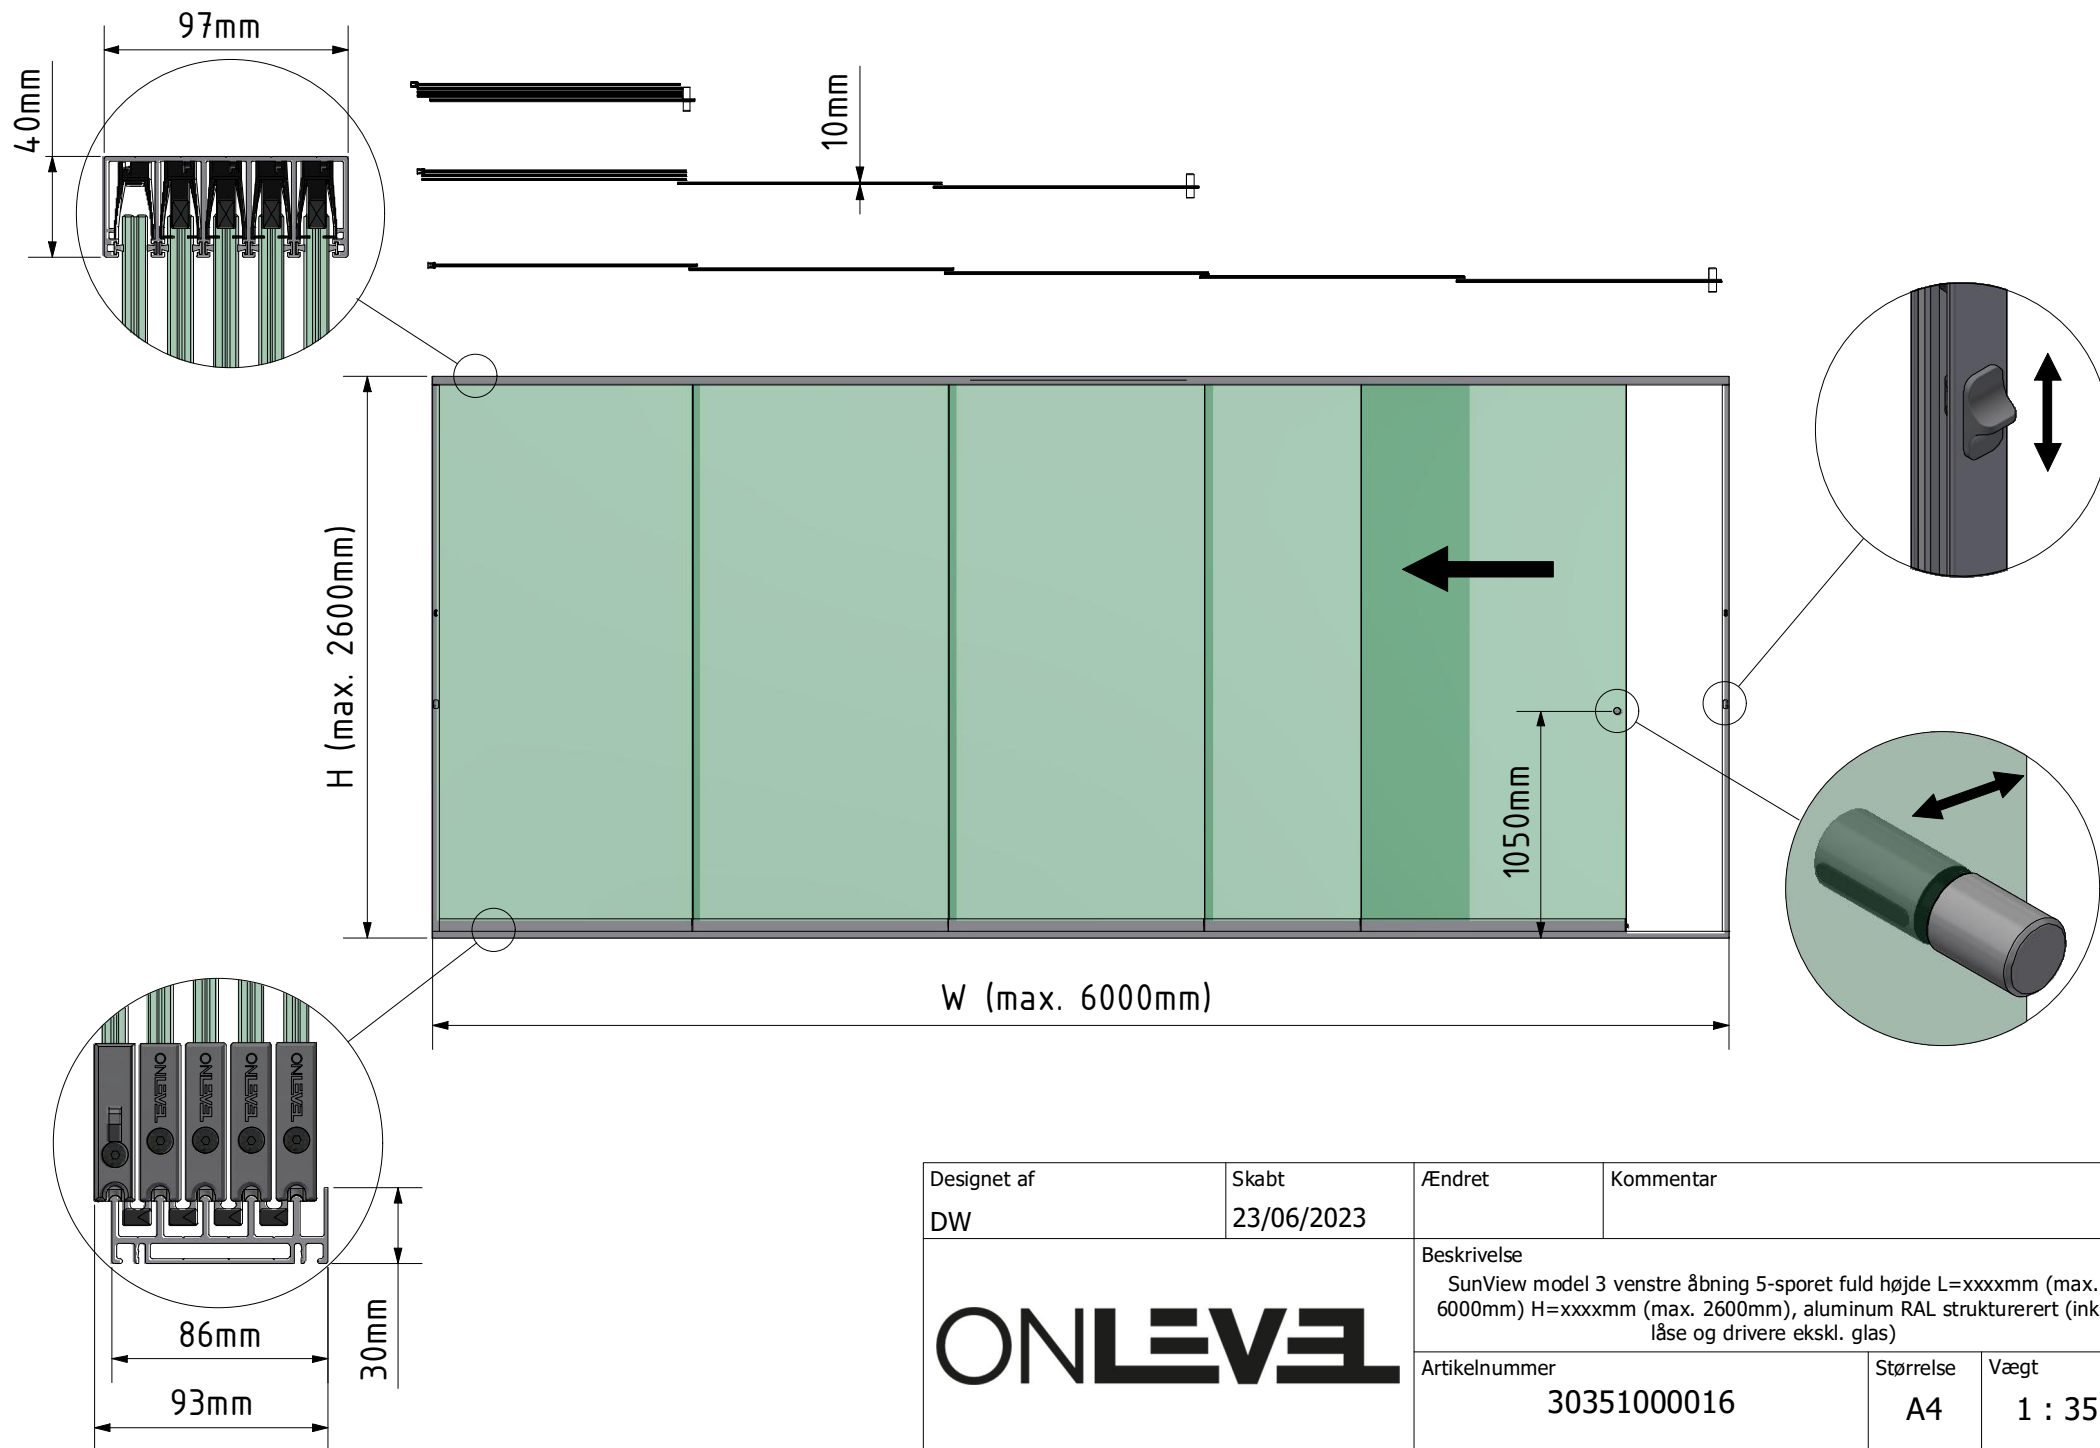 97mm
40mm
10mm
H (max. 2600mm)
1050mm
W (max. 6000mm)
ONLEVEL
ONLEVEL
ONLEVEL
ONLEVEL
30mm
86mm
93mm
Designet af
DW
Skabt
23/06/2023
Ændret
Kommentar
ONLEVEL
Beskrivelse
SunView model 3 venstre åbning 5-sporet fuld højde L=xxxxmm (max.
6000mm) H=xxxxmm (max. 2600mm), aluminum RAL strukturerert (ink
låse og drivere ekskl. glas)
Artikelnummer
30351000016
Størrelse
A4
Vægt
1 : 35